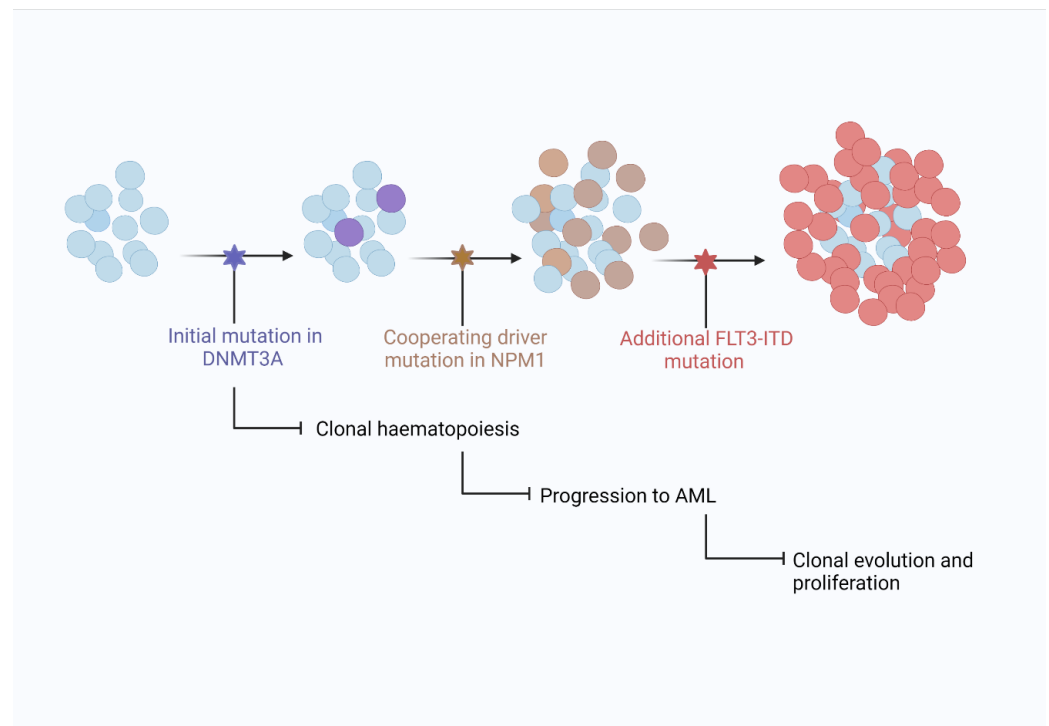 Initial mutation in
DNMT3A
Cooperating driver
mutation in NPM1
Additional FLT3-ITD
mutation
Clonal haematopoiesis
Progression to AML
Clonal evolution and
proliferation